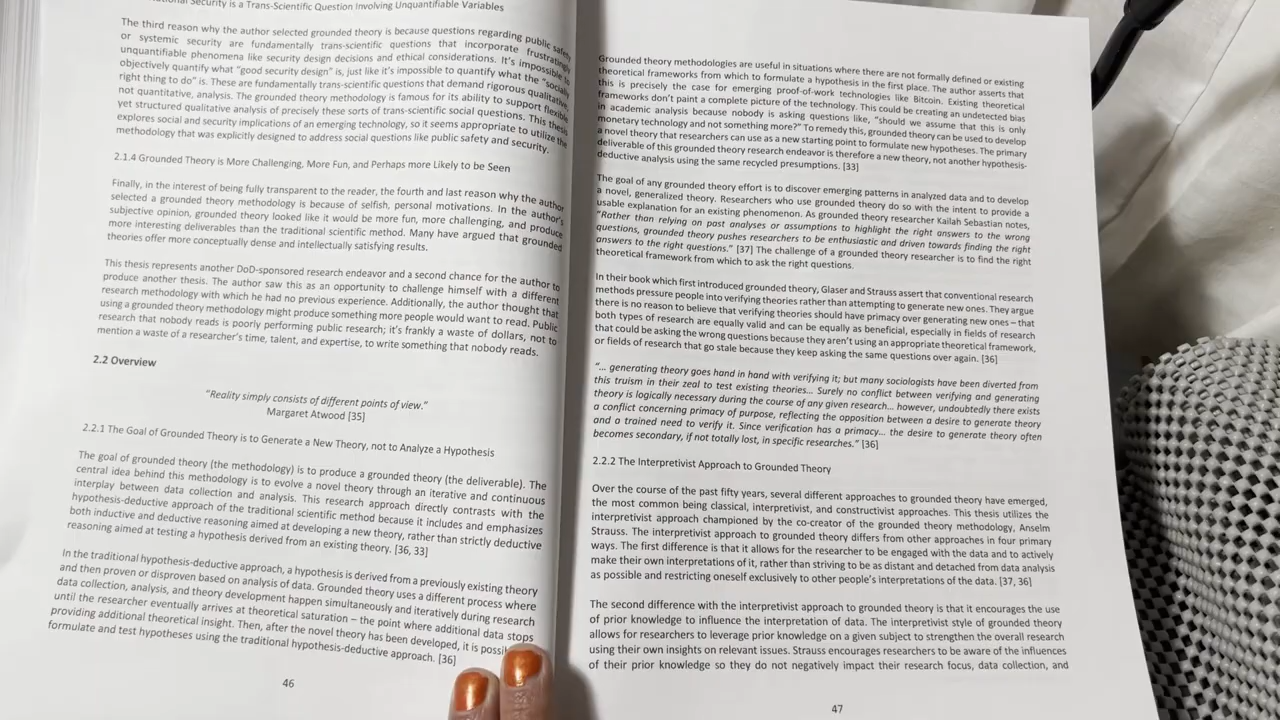 Security is a Trans-Scientific Question Involving Unquantifiable Variables
The third reason why the author selected grounded theory is because questions regarding public safety
or systemic security are fundamentally trans-scientific questions that incorporate frustratingly
unquantifiable phenomena like security design decisions and ethical considerations. It's impossible to
objectively quantify what “good security design” is, just like it's impossible to quantify what the “socially
right thing to do” is. These are fundamentally trans-scientific questions that demand rigorous qualitative,
not quantitative, analysis. The grounded theory methodology is famous for its ability to support flexible
yet structured qualitative analysis of precisely these sorts of trans-scientific social questions. This thesis
explores social and security implications of an emerging technology, so it seems appropriate to utilize the
methodology that was explicitly designed to address social questions like public safety and security.
2.1.4 Grounded Theory is More Challenging, More Fun, and Perhaps more Likely to be Seen
Finally, in the interest of being fully transparent to the reader, the fourth and last reason why the author
selected a grounded theory methodology is because of selfish, personal motivations. In the author's
subjective opinion, grounded theory looked like it would be more fun, more challenging, and produce
more interesting deliverables than the traditional scientific method. Many have argued that grounded
theories offer more conceptually dense and intellectually satisfying results.
This thesis represents another DoD-sponsored research endeavor and a second chance for the author to
produce another thesis. The author saw this as an opportunity to challenge himself with a different
research methodology with which he had no previous experience. Additionally, the author thought that
using a grounded theory methodology might produce something more people would want to read. Public
research that nobody reads is poorly performing public research; it's frankly a waste of dollars, not to
mention a waste of a researcher's time, talent, and expertise, to write something that nobody reads.
2.2 Overview
“Reality simply consists of different points of view.”
Margaret Atwood [35]
2.2.1 The Goal of Grounded Theory is to Generate a New Theory, not to Analyze a Hypothesis
The goal of grounded theory (the methodology) is to produce a grounded theory (the deliverable). The
central idea behind this methodology is to evolve a novel theory through an iterative and continuous
interplay between data collection and analysis. This research approach directly contrasts with the
hypothesis-deductive approach of the traditional scientific method because it includes and emphasizes
both inductive and deductive reasoning aimed at developing a new theory, rather than strictly deductive
reasoning aimed at testing a hypothesis derived from an existing theory. [36, 33]
In the traditional hypothesis-deductive approach, a hypothesis is derived from a previously existing theory
and then proven or disproven based on analysis of data. Grounded theory uses a different process where
data collection, analysis, and theory development happen simultaneously and iteratively during research
until the researcher eventually arrives at theoretical saturation – the point where additional data stops
providing additional theoretical insight. Then, after the novel theory has been developed, it is possi
formulate and test hypotheses using the traditional hypothesis-deductive approach. [36]
46
Grounded theory methodologies are useful in situations where there are not formally defined or existing
theoretical frameworks from which to formulate a hypothesis in the first place. The author asserts that
this is precisely the case for emerging proof-of-work technologies like Bitcoin. Existing theoretical
frameworks don't paint a complete picture of the technology. This could be creating an undetected bias
in academic analysis because nobody is asking questions like, “should we assume that this is only
monetary technology and not something more?” To remedy this, grounded theory can be used to develop
a novel theory that researchers can use as a new starting point to formulate new hypotheses. The primary
deliverable of this grounded theory research endeavor is therefore a new theory, not another hypothesis-
deductive analysis using the same recycled presumptions. [33]
The goal of any grounded theory effort is to discover emerging patterns in analyzed data and to develop
a novel, generalized theory. Researchers who use grounded theory do so with the intent to provide a
usable explanation for an existing phenomenon. As grounded theory researcher Kailah Sebastian notes,
“Rather than relying on past analyses or assumptions to highlight the right answers to the wrong
questions, grounded theory pushes researchers to be enthusiastic and driven towards finding the right
answers to the right questions.” [37] The challenge of a grounded theory researcher is to find the right
theoretical framework from which to ask the right questions.
In their book which first introduced grounded theory, Glaser and Strauss assert that conventional research
methods pressure people into verifying theories rather than attempting to generate new ones. They argue
there is no reason to believe that verifying theories should have primacy over generating new ones – that
both types of research are equally valid and can be equally as beneficial, especially in fields of research
that could be asking the wrong questions because they aren't using an appropriate theoretical framework,
or fields of research that go stale because they keep asking the same questions over again. [36]
“… generating theory goes hand in hand with verifying it; but many sociologists have been diverted from
this truism in their zeal to test existing theories… Surely no conflict between verifying and generating
theory is logically necessary during the course of any given research… however, undoubtedly there exists
a conflict concerning primacy of purpose, reflecting the opposition between a desire to generate theory
and a trained need to verify it. Since verification has a primacy… the desire to generate theory often
becomes secondary, if not totally lost, in specific researches.” [36]
2.2.2 The Interpretivist Approach to Grounded Theory
Over the course of the past fifty years, several different approaches to grounded theory have emerged,
the most common being classical, interpretivist, and constructivist approaches. This thesis utilizes the
interpretivist approach championed by the co-creator of the grounded theory methodology, Anselm
Strauss. The interpretivist approach to grounded theory differs from other approaches in four primary
ways. The first difference is that it allows for the researcher to be engaged with the data and to actively
make their own interpretations of it, rather than striving to be as distant and detached from data analysis
as possible and restricting oneself exclusively to other people's interpretations of the data. [37, 36]
The second difference with the interpretivist approach to grounded theory is that it encourages the use
of prior knowledge to influence the interpretation of data. The interpretivist style of grounded theory
allows for researchers to leverage prior knowledge on a given subject to strengthen the overall research
using their own insights on relevant issues. Strauss encourages researchers to be aware of the influences
of their prior knowledge so they do not negatively impact their research focus, data collection, and
47